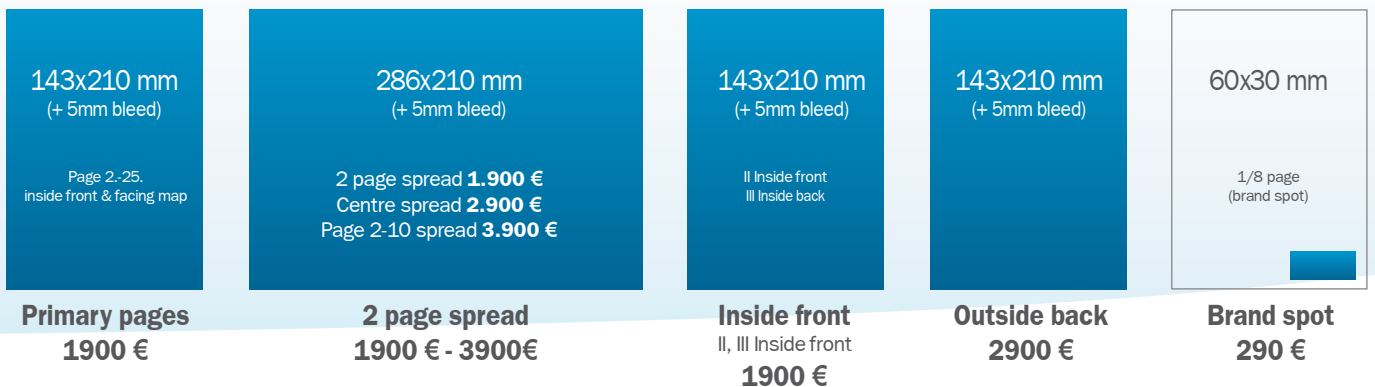 143x210 mm
(+ 5mm bleed)
Page 2.-25.
inside front & facing map
Primary pages
1900 €
286x210 mm
(+ 5mm bleed)
2 page spread 1.900 €
Centre spread 2.900 €
Page 2-10 spread 3.900 €
2 page spread
1900 € - 3900€
143x210 mm
(+ 5mm bleed)
II Inside front
III Inside back
Inside front
II, III Inside front
1900 €
143x210 mm
(+ 5mm bleed)
Outside back
2900 €
60x30 mm
1/8 page
(brand spot)
Brand spot
290 €